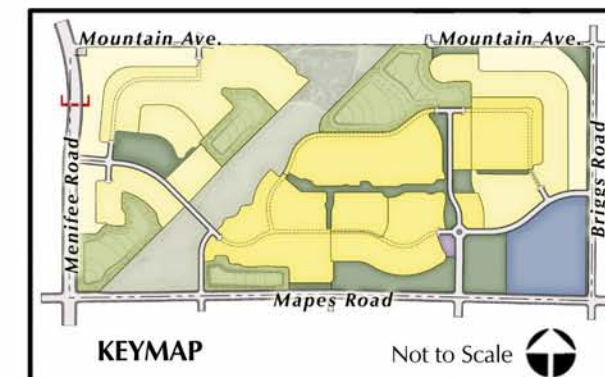 Mountain Ave.
Mountain Ave.
Menifee Road
Briggs Road
Mapes Road
KEYMAP
Not to Scale